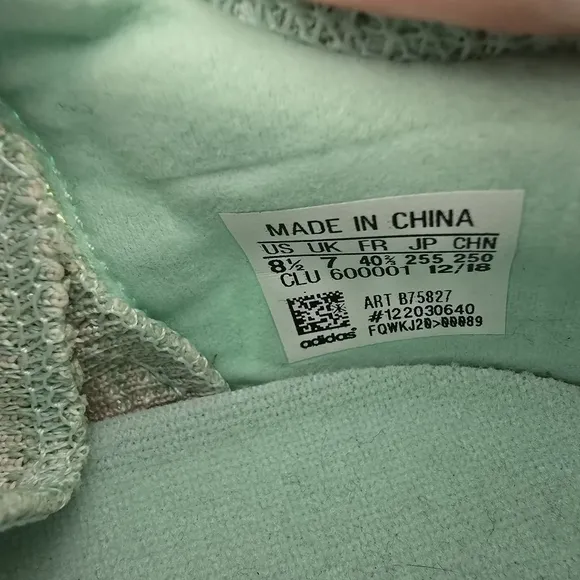 MADE IN CHINA
US UK FR JP CHN
8½ 7 40⅔ 255 250
CLU 600001 12/18
ART B75827
#122030640
FQWKJ20>00089
adidas